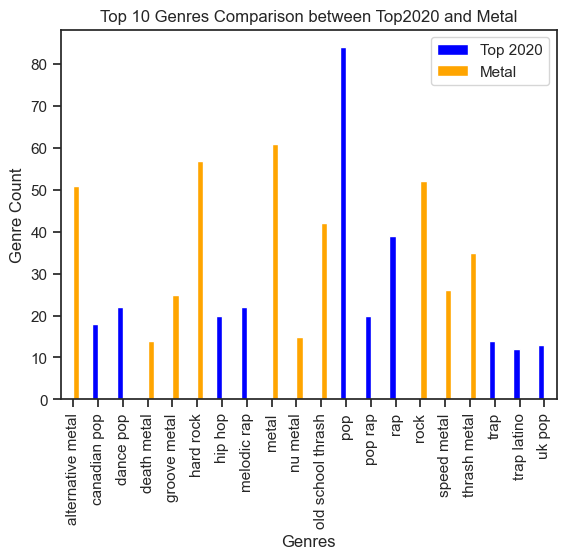 Top 10 Genres Comparison between Top2020 and Metal
Top 2020
Metal
Genre Count
80
70
60
50
40
30
20
10
0
alternative metal
canadian pop
dance pop
death metal
groove metal
hard rock
hip hop
melodic rap
metal
nu metal
old school thrash
pop
pop rap
rap
rock
speed metal
thrash metal
trap
trap latino
uk pop
Genres